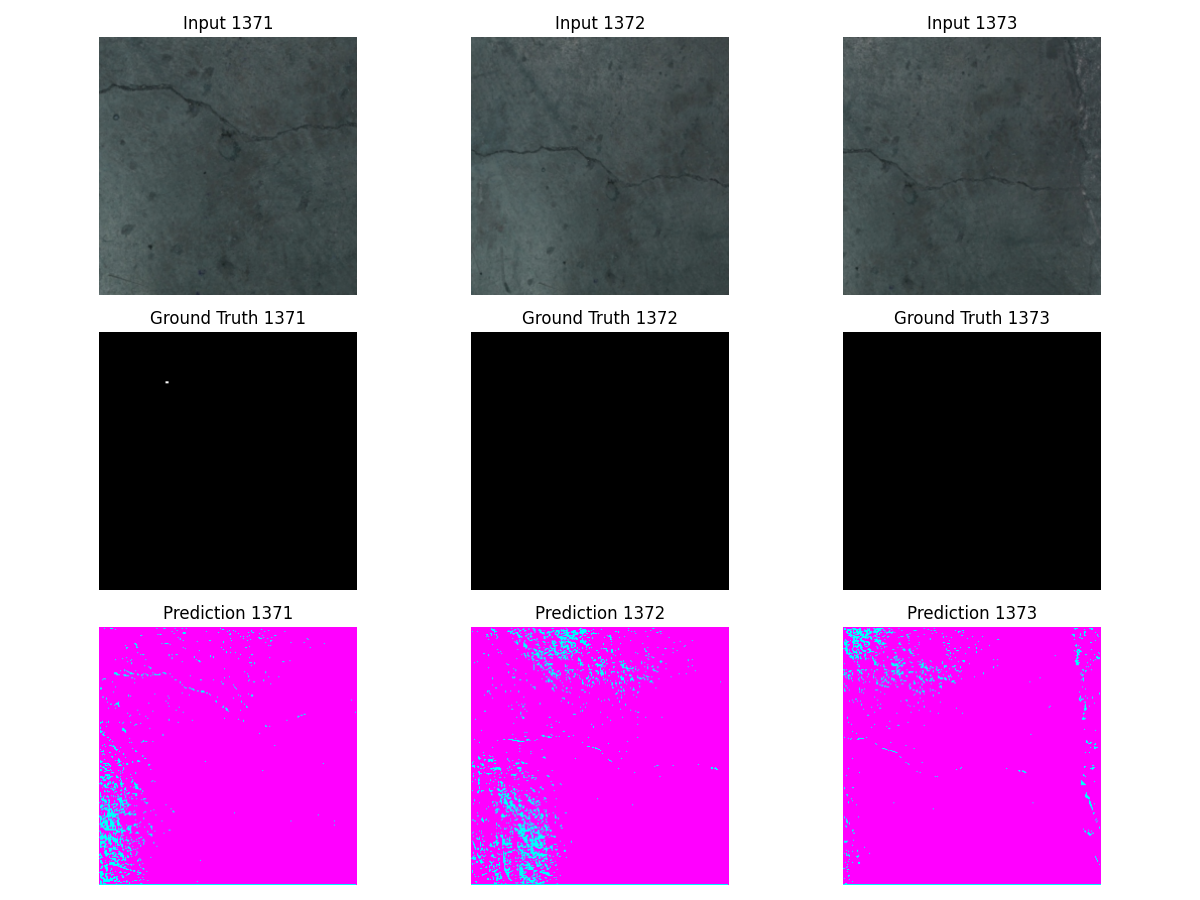 Input 1371
Input 1372
Input 1373
Ground Truth 1371
Ground Truth 1372
Ground Truth 1373
Prediction 1371
Prediction 1372
Prediction 1373